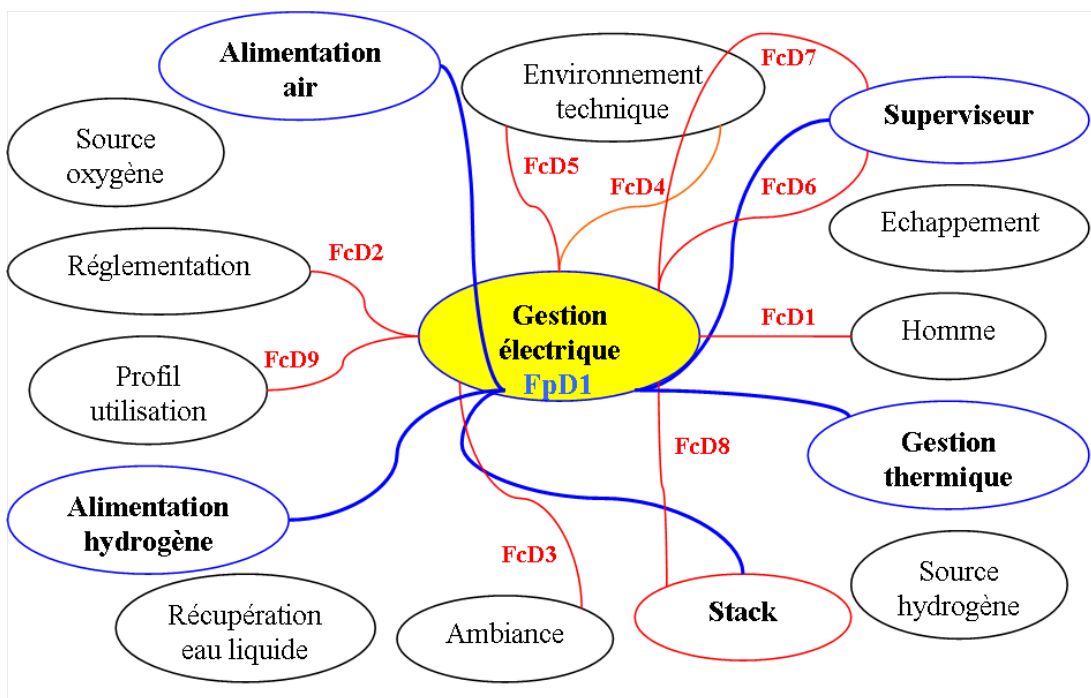 Alimentation
air
Environnement
technique
FcD7
Superviseur
Source
oxygène
FcD5
FcD4
FcD6
Echappement
Réglementation
FcD2
Gestion
électrique
FpD1
FcD1
Homme
FcD9
Profil
utilisation
FcD8
Gestion
thermique
Alimentation
hydrogène
FcD3
Source
hydrogène
Récupération
eau liquide
Ambiance
Stack